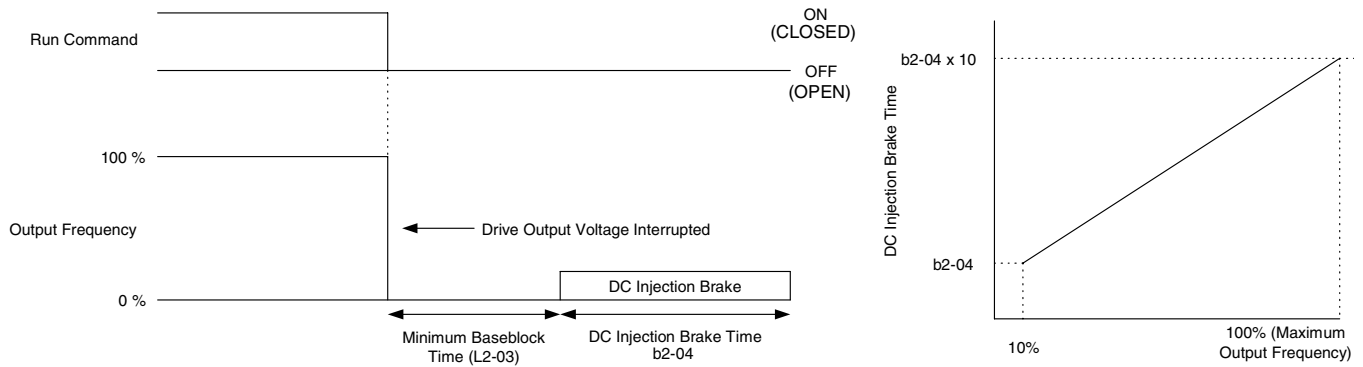 Run Command
ON
(CLOSED)
OFF
(OPEN)
100 %
Output Frequency
Drive Output Voltage Interrupted
0 %
DC Injection Brake
Minimum Baseblock
Time (L2-03)
DC Injection Brake Time
b2-04
DC Injection Brake Time
b2-04 x 10
b2-04
10%
100% (Maximum
Output Frequency)